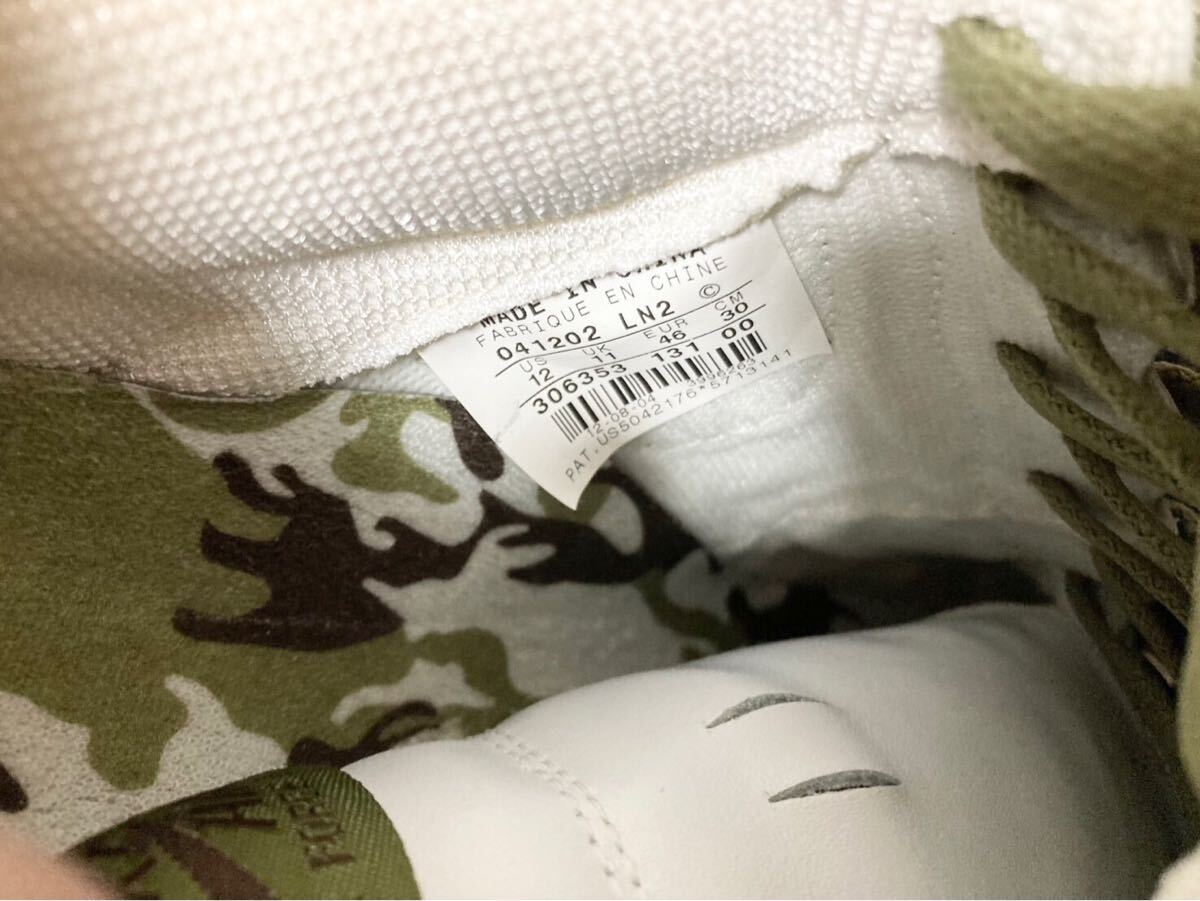 MADE IN CHINA
FABRIQUE EN CHINE
041202 LN2 ©
US UK EUR CM
12 11 46 30
306353 131 00
12-08-04
PAT.US5042176*5713141
FORCE